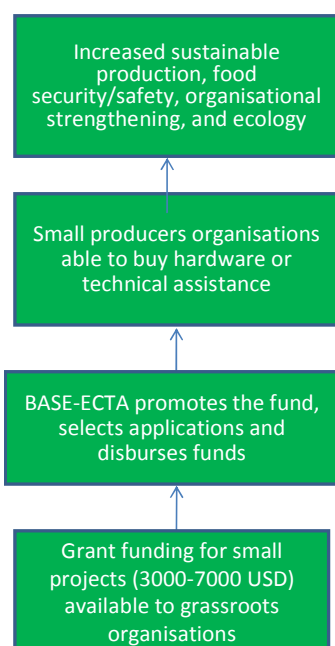 Increased sustainable
production, food
security/safety, organisational
strengthening, and ecology
Small producers organisations
able to buy hardware or
technical assistance
BASE-ECTA promotes the fund,
selects applications and
disburses funds
Grant funding for small
projects (3000-7000 USD)
available to grassroots
organisations